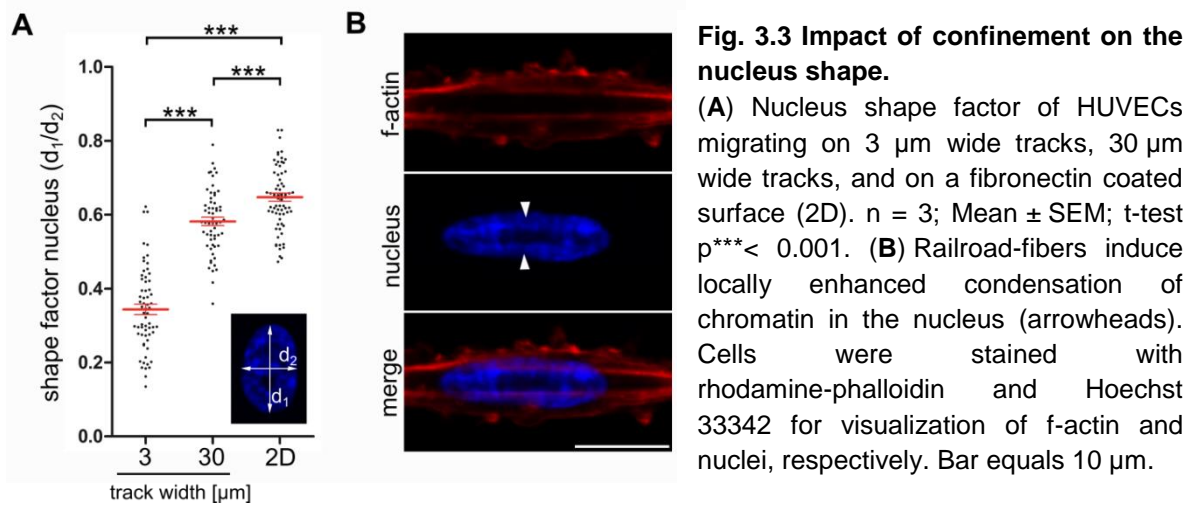 A
***
***
***
shape factor nucleus (d₁/d₂)
1.0
0.8
0.6
0.4
0.2
0.0
d₂
d₁
3 30 2D
track width [µm]
B
f-actin
nucleus
merge
Fig. 3.3 Impact of confinement on the
nucleus shape.
(A) Nucleus shape factor of HUVECs
migrating on 3 µm wide tracks, 30 µm
wide tracks, and on a fibronectin coated
surface (2D). n = 3; Mean ± SEM; t-test
p***< 0.001. (B) Railroad-fibers induce
locally enhanced condensation of
chromatin in the nucleus (arrowheads).
Cells were stained with
rhodamine-phalloidin and Hoechst
33342 for visualization of f-actin and
nuclei, respectively. Bar equals 10 µm.